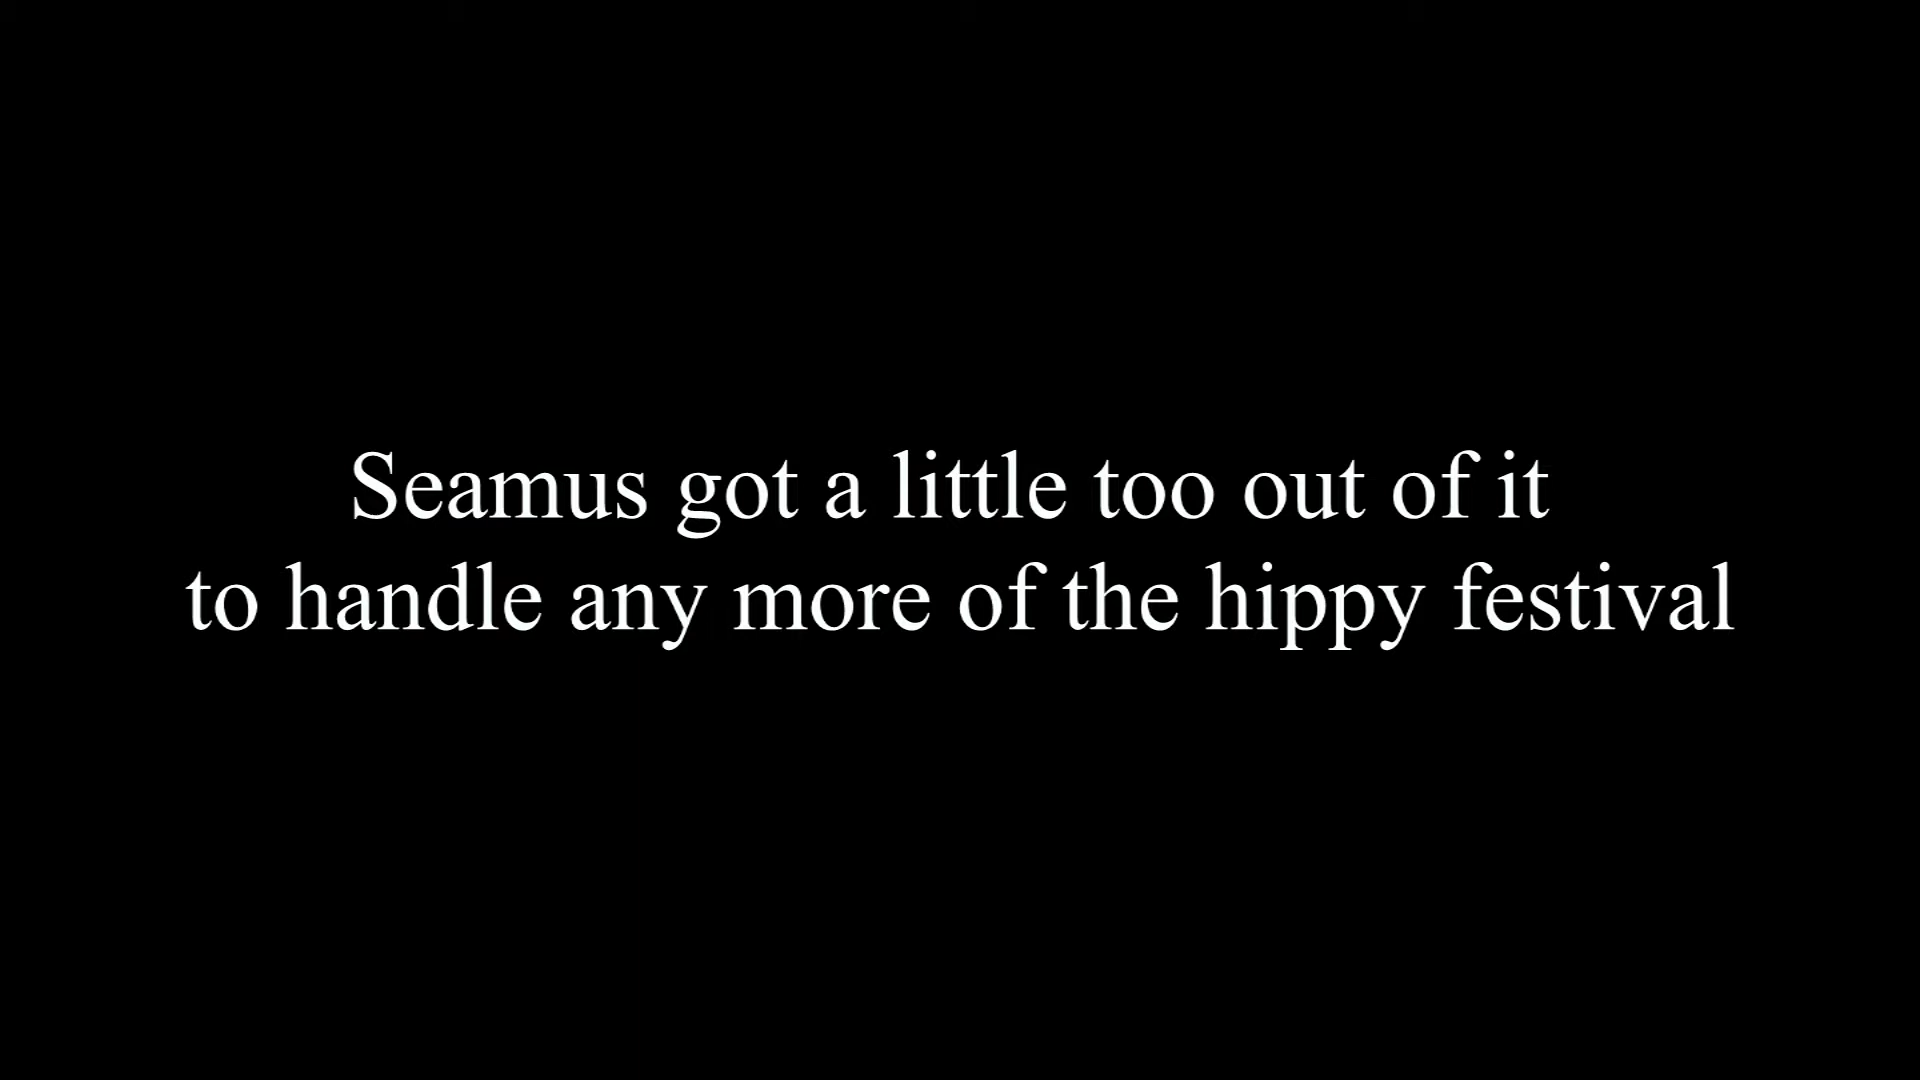 Seamus got a little too out of it
to handle any more of the hippy festival